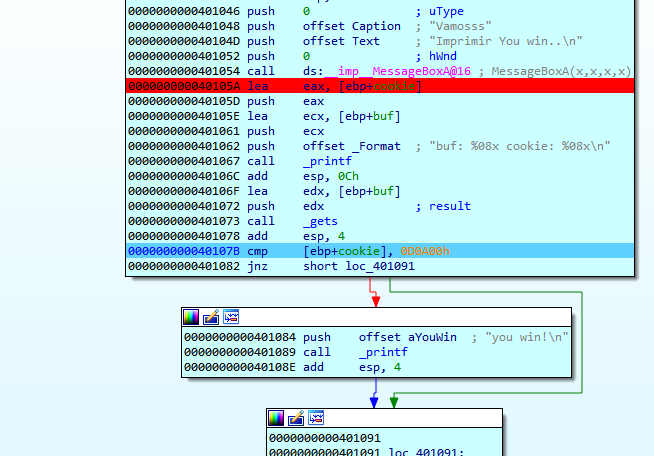 0000000000401046 push 0 ; uType
0000000000401048 push offset Caption ; "Vamosss"
000000000040104D push offset Text ; "Imprimir You win..\n"
0000000000401052 push 0 ; hWnd
0000000000401054 call ds:__imp__MessageBoxA@16 ; MessageBoxA(x,x,x,x)
000000000040105A lea eax, [ebp+cookie]
000000000040105D push eax
000000000040105E lea ecx, [ebp+buf]
0000000000401061 push ecx
0000000000401062 push offset _Format ; "buf: %08x cookie: %08x\n"
0000000000401067 call _printf
000000000040106C add esp, 0Ch
000000000040106F lea edx, [ebp+buf]
0000000000401072 push edx ; result
0000000000401073 call _gets
0000000000401078 add esp, 4
000000000040107B cmp [ebp+cookie], 0D0A00h
0000000000401082 jnz short loc_401091
0000000000401084 push offset aYouWin ; "you win!\n"
0000000000401089 call _printf
000000000040108E add esp, 4
0000000000401091
0000000000401091 loc_401091: